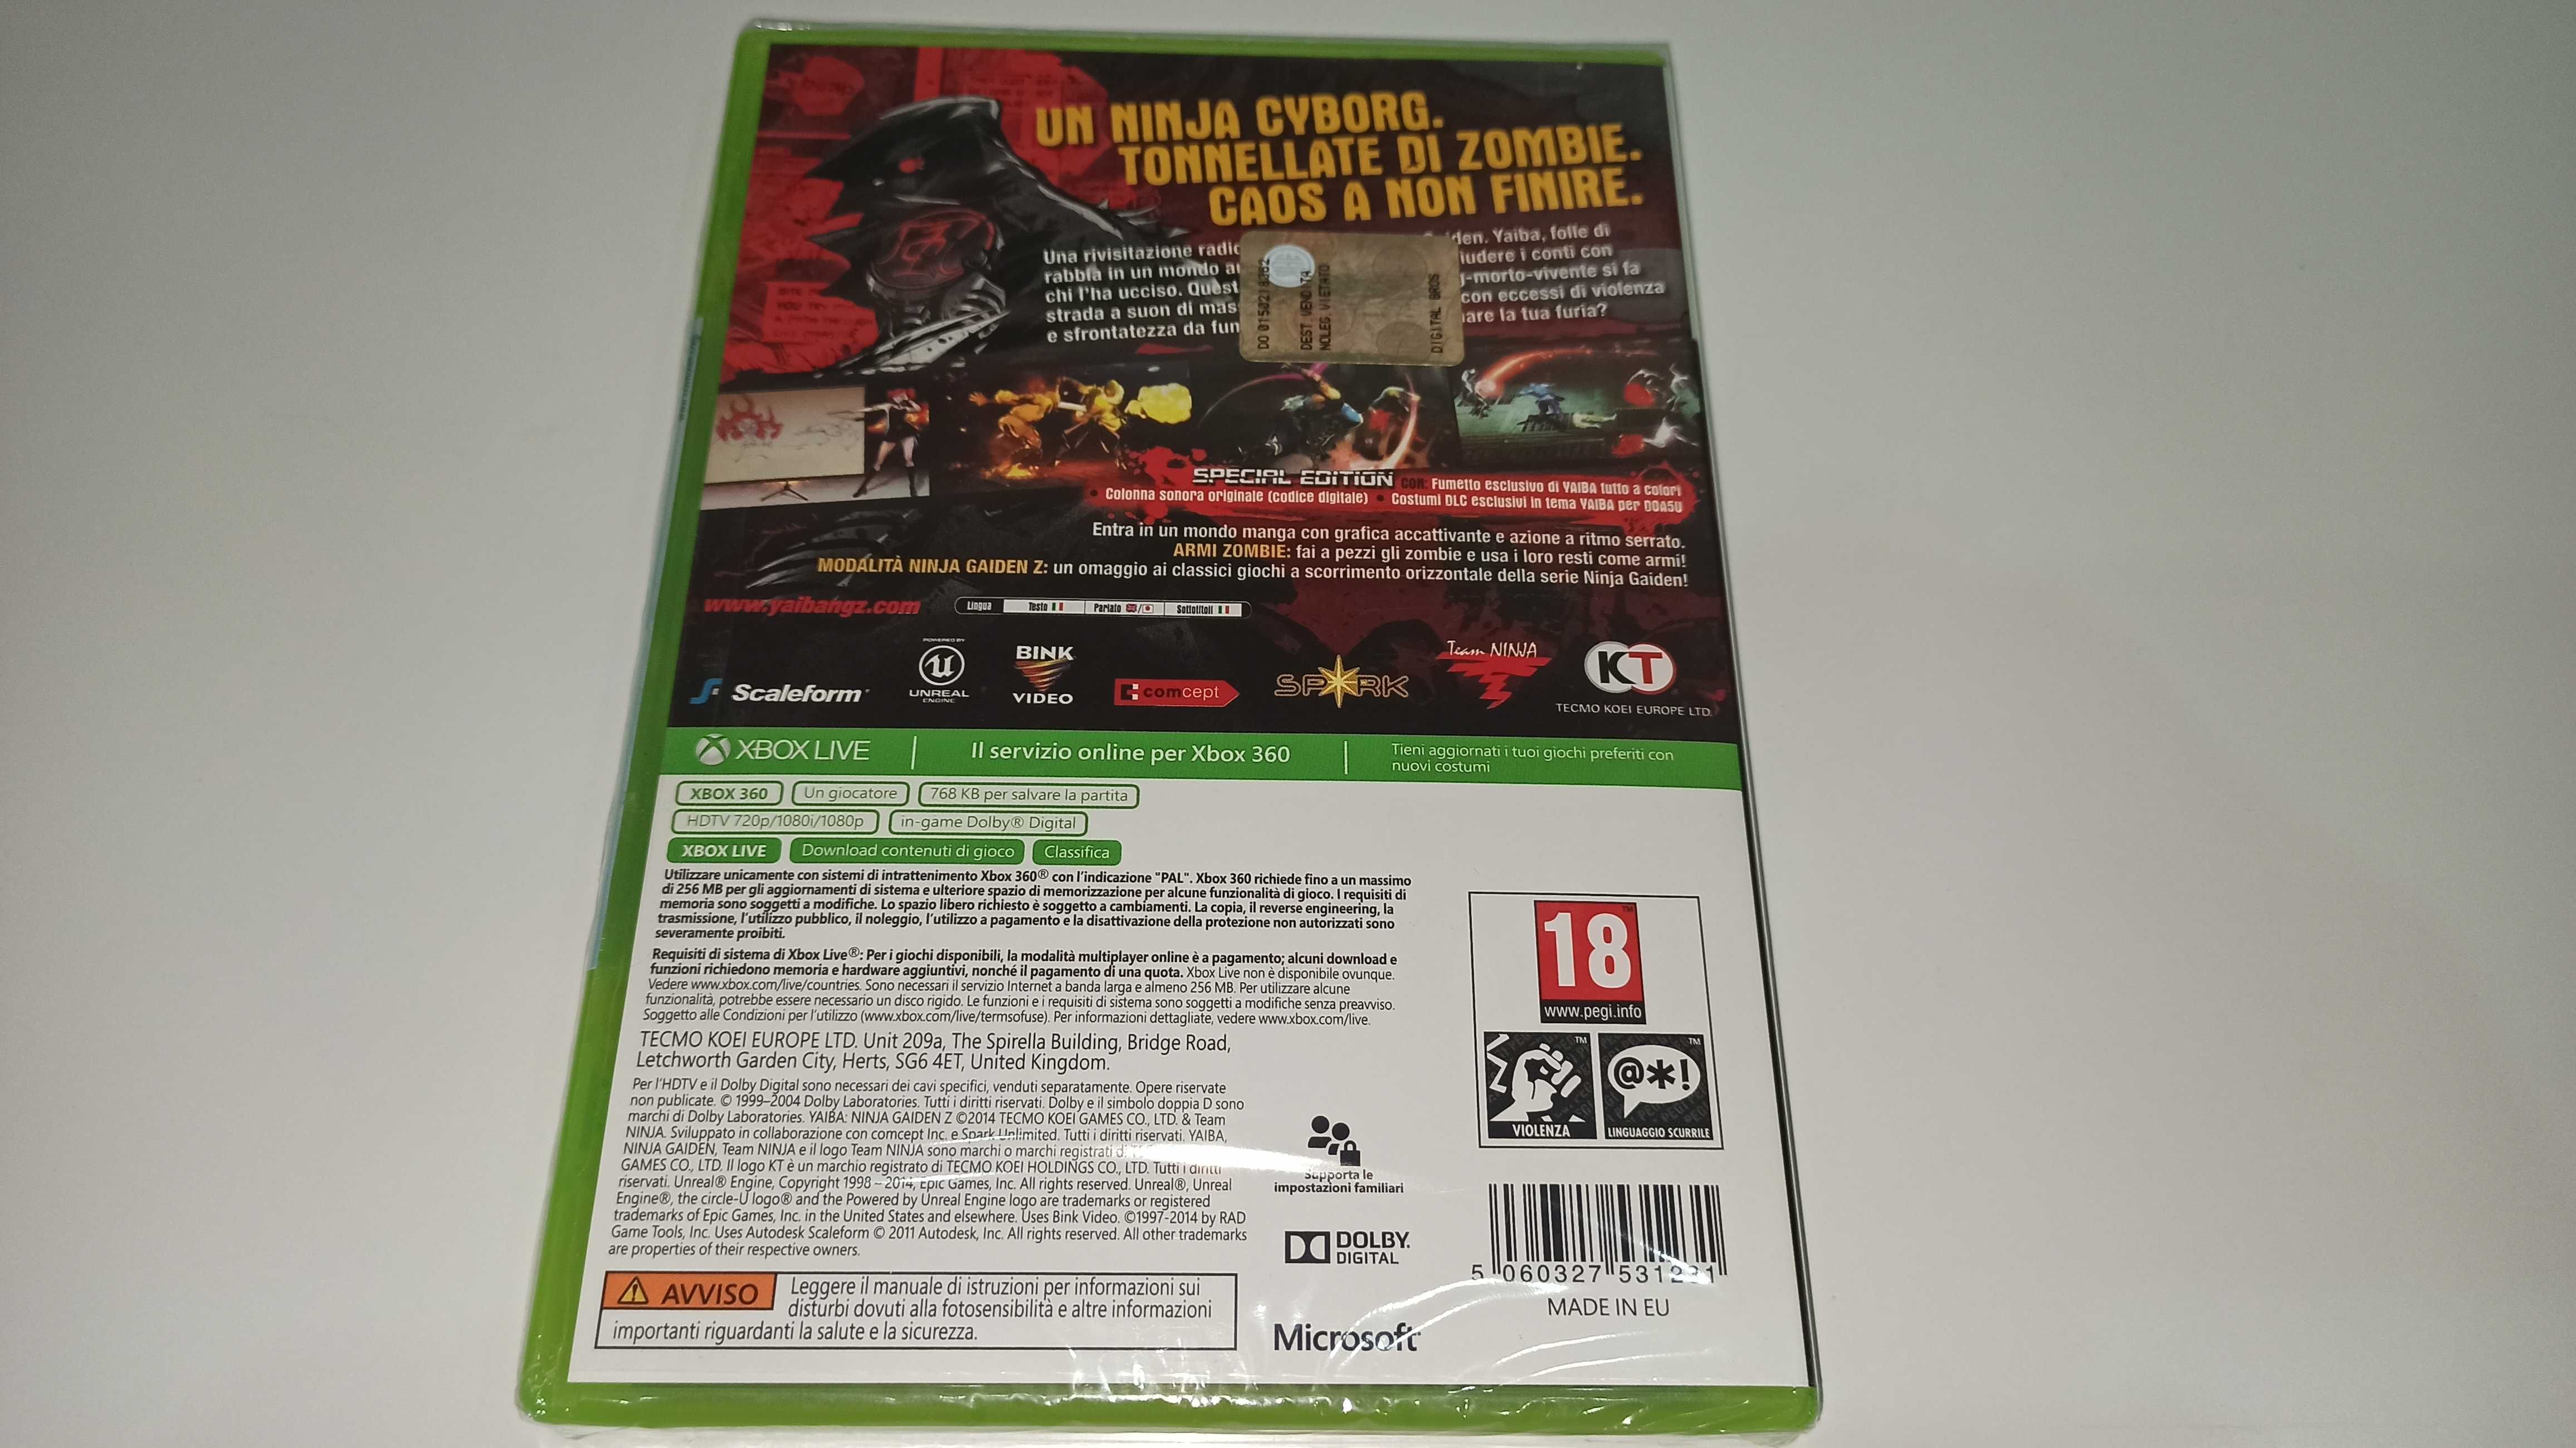 UN NINJA CYBORG.
TONNELLATE DI ZOMBIE.
CAOS A NON FINIRE.
Una rivisitazione radic
iden. Yaiba, folle di
rabbia in un mondo
iudere i conti con
chi l'ha ucciso. Quest
-morto-vivente si fa
strada a suon di mas
con eccessi di violenza
e sfrontatezza da fun
are la tua furia?
DEST. VENDITA
NOLEG. VIETATO
DIGITAL BROS
SPECIAL EDITION CON: Fumetto esclusivo di YAIBA tutto a colori
• Colonna sonora originale (codice digitale) • Costumi DLC esclusivi in tema YAIBA per DOA5U
Entra in un mondo manga con grafica accattivante e azione a ritmo serrato.
ARMI ZOMBIE: fai a pezzi gli zombie e usa i loro resti come armi!
MODALITÀ NINJA GAIDEN Z: un omaggio ai classici giochi a scorrimento orizzontale della serie Ninja Gaiden!
www.yaibangz.com
Lingua Testo Parlato / Sottotitoli
Scaleform
POWERED BY
UNREAL
ENGINE
BINK
VIDEO
comcept
SPARK
Team NINJA
KT
TECMO KOEI EUROPE LTD.
XBOX LIVE
Il servizio online per Xbox 360
Tieni aggiornati i tuoi giochi preferiti con
nuovi costumi
XBOX 360 Un giocatore 768 KB per salvare la partita
HDTV 720p/1080i/1080p in-game Dolby® Digital
XBOX LIVE Download contenuti di gioco Classifica
Utilizzare unicamente con sistemi di intrattenimento Xbox 360® con l'indicazione "PAL". Xbox 360 richiede fino a un massimo
di 256 MB per gli aggiornamenti di sistema e ulteriore spazio di memorizzazione per alcune funzionalità di gioco. I requisiti di
memoria sono soggetti a modifiche. Lo spazio libero richiesto è soggetto a cambiamenti. La copia, il reverse engineering, la
trasmissione, l'utilizzo pubblico, il noleggio, l'utilizzo a pagamento e la disattivazione della protezione non autorizzati sono
severamente proibiti.
Requisiti di sistema di Xbox Live®: Per i giochi disponibili, la modalità multiplayer online è a pagamento; alcuni download e
funzioni richiedono memoria e hardware aggiuntivi, nonché il pagamento di una quota. Xbox Live non è disponibile ovunque.
Vedere www.xbox.com/live/countries. Sono necessari il servizio Internet a banda larga e almeno 256 MB. Per utilizzare alcune
funzionalità, potrebbe essere necessario un disco rigido. Le funzioni e i requisiti di sistema sono soggetti a modifiche senza preavviso.
Soggetto alle Condizioni per l'utilizzo (www.xbox.com/live/termsofuse). Per informazioni dettagliate, vedere www.xbox.com/live.
TECMO KOEI EUROPE LTD. Unit 209a, The Spirella Building, Bridge Road,
Letchworth Garden City, Herts, SG6 4ET, United Kingdom.
Per l'HDTV e il Dolby Digital sono necessari dei cavi specifici, venduti separatamente. Opere riservate
non publicate. © 1999–2004 Dolby Laboratories. Tutti i diritti riservati. Dolby e il simbolo doppia D sono
marchi di Dolby Laboratories. YAIBA: NINJA GAIDEN Z ©2014 TECMO KOEI GAMES CO., LTD. & Team
NINJA. Sviluppato in collaborazione con comcept Inc. e Spark Unlimited. Tutti i diritti riservati. YAIBA,
NINJA GAIDEN, Team NINJA e il logo Team NINJA sono marchi o marchi registrati
GAMES CO., LTD. Il logo KT è un marchio registrato di TECMO KOEI HOLDINGS CO., LTD. Tutti i diritti
riservati. Unreal® Engine, Copyright 1998 – 2014, Epic Games, Inc. All rights reserved. Unreal®, Unreal
Engine®, the circle-U logo® and the Powered by Unreal Engine logo are trademarks or registered
trademarks of Epic Games, Inc. in the United States and elsewhere. Uses Bink Video. ©1997-2014 by RAD
Game Tools, Inc. Uses Autodesk Scaleform © 2011 Autodesk, Inc. All rights reserved. All other trademarks
are properties of their respective owners.
AVVISO Leggere il manuale di istruzioni per informazioni sui
disturbi dovuti alla fotosensibilità e altre informazioni
importanti riguardanti la salute e la sicurezza.
Supporta le
impostazioni familiari
DOLBY.
DIGITAL
Microsoft
18
www.pegi.info
@*!
VIOLENZA
LINGUAGGIO SCURRILE
5 060327
MADE IN EU